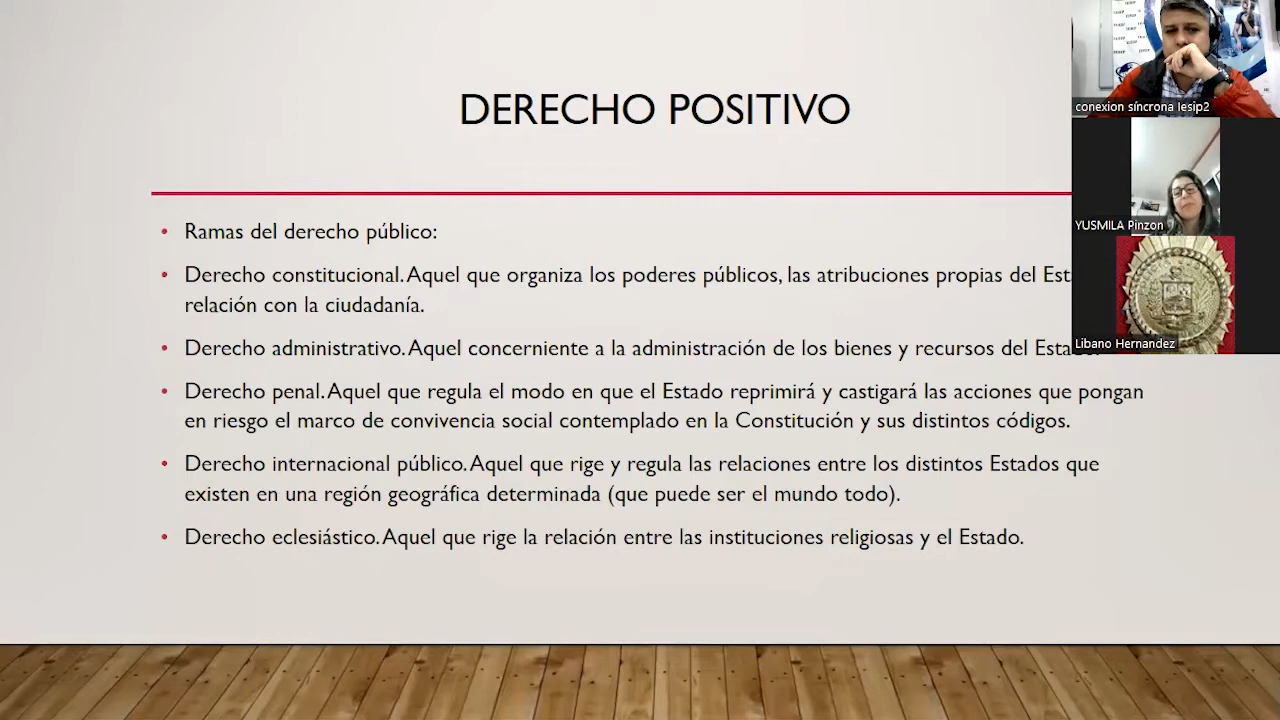 DERECHO POSITIVO
• Ramas del derecho público:
• Derecho constitucional. Aquel que organiza los poderes públicos, las atribuciones propias del
relación con la ciudadanía.
• Derecho administrativo. Aquel concerniente a la administración de los bienes y recursos del
• Derecho penal. Aquel que regula el modo en que el Estado reprimirá y castigará las acciones que pongan
en riesgo el marco de convivencia social contemplado en la Constitución y sus distintos códigos.
• Derecho internacional público. Aquel que rige y regula las relaciones entre los distintos Estados que
existen en una región geográfica determinada (que puede ser el mundo todo).
• Derecho eclesiástico. Aquel que rige la relación entre las instituciones religiosas y el Estado.
conexion síncrona Iesip2
YUSMILA Pinzon
Libano Hernandez